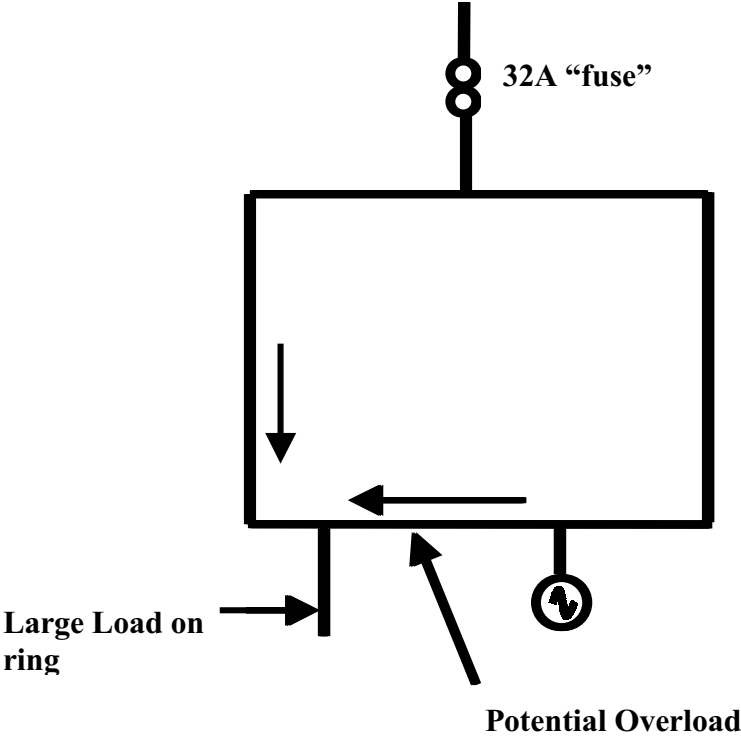 32A “fuse”
Large Load on
ring
Potential Overload